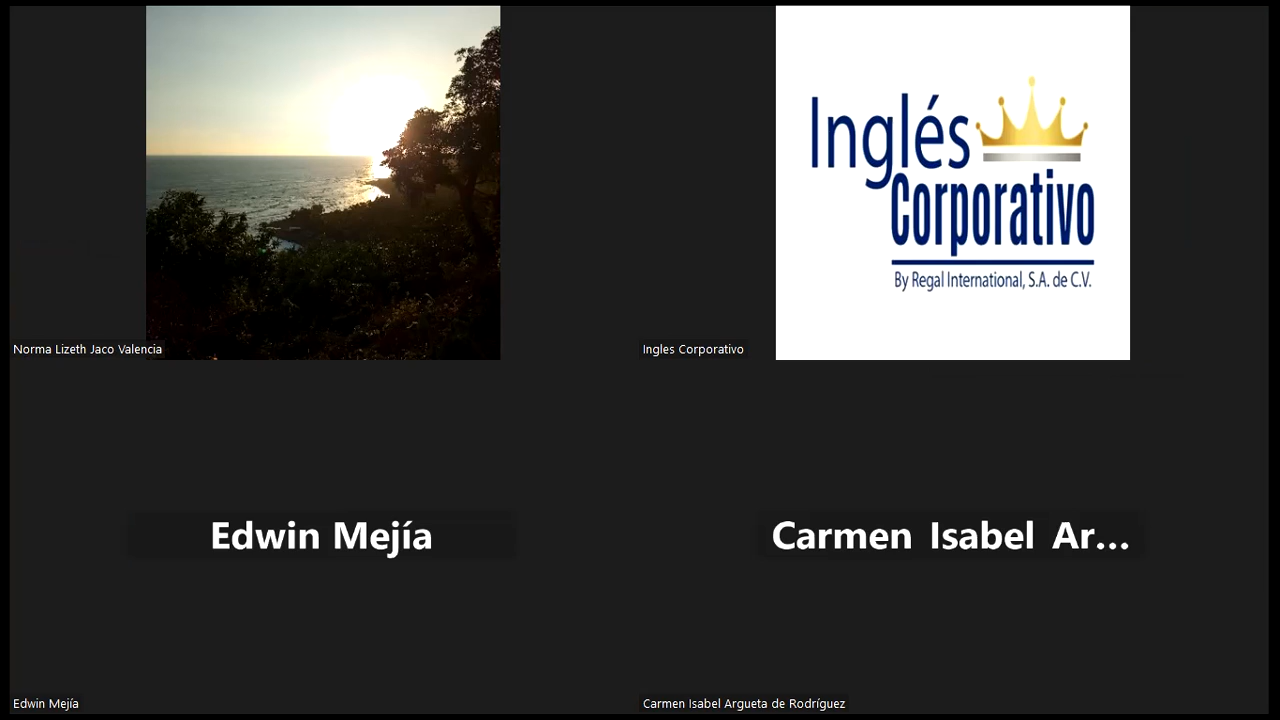 Inglés
Corporativo
By Regal International, S.A. de C.V.
Norma Lizeth Jaco Valencia
Ingles Corporativo
Edwin Mejía
Carmen Isabel Ar...
Edwin Mejía
Carmen Isabel Argueta de Rodríguez